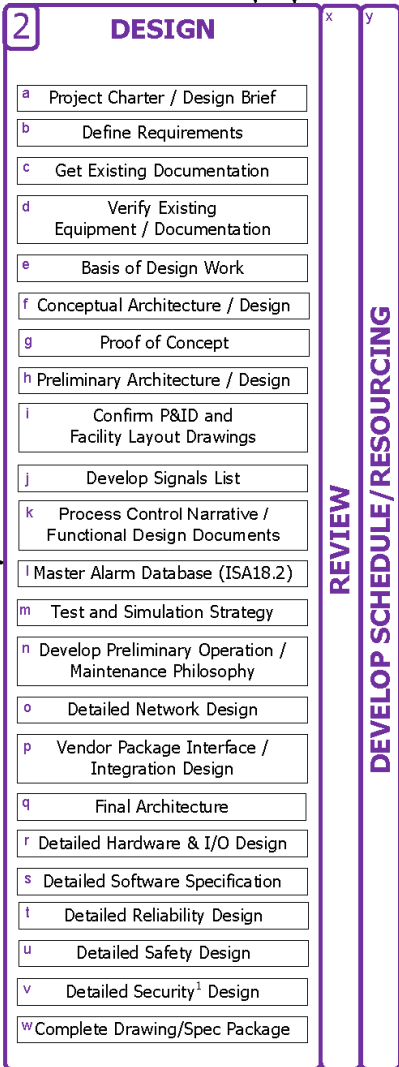 2 DESIGN
a Project Charter / Design Brief
b Define Requirements
c Get Existing Documentation
d Verify Existing
Equipment / Documentation
e Basis of Design Work
f Conceptual Architecture / Design
g Proof of Concept
h Preliminary Architecture / Design
i Confirm P&ID and
Facility Layout Drawings
j Develop Signals List
k Process Control Narrative /
Functional Design Documents
l Master Alarm Database (ISA18.2)
m Test and Simulation Strategy
n Develop Preliminary Operation /
Maintenance Philosophy
o Detailed Network Design
p Vendor Package Interface /
Integration Design
q Final Architecture
r Detailed Hardware & I/O Design
s Detailed Software Specification
t Detailed Reliability Design
u Detailed Safety Design
v Detailed Security¹ Design
w Complete Drawing/Spec Package
x
REVIEW
y
DEVELOP SCHEDULE/RESOURCING